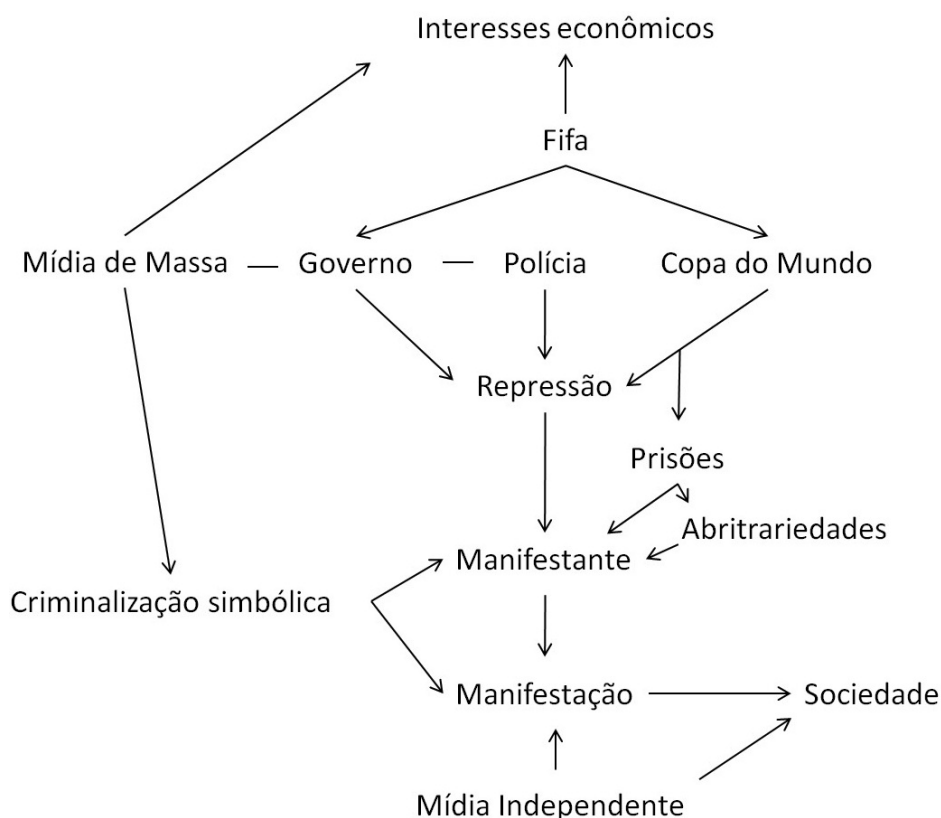 Interesses econômicos
Fifa
Mídia de Massa — Governo — Polícia Copa do Mundo
Repressão
Prisões
Abritrariedades
Manifestante
Criminalização simbólica
Manifestação Sociedade
Mídia Independente